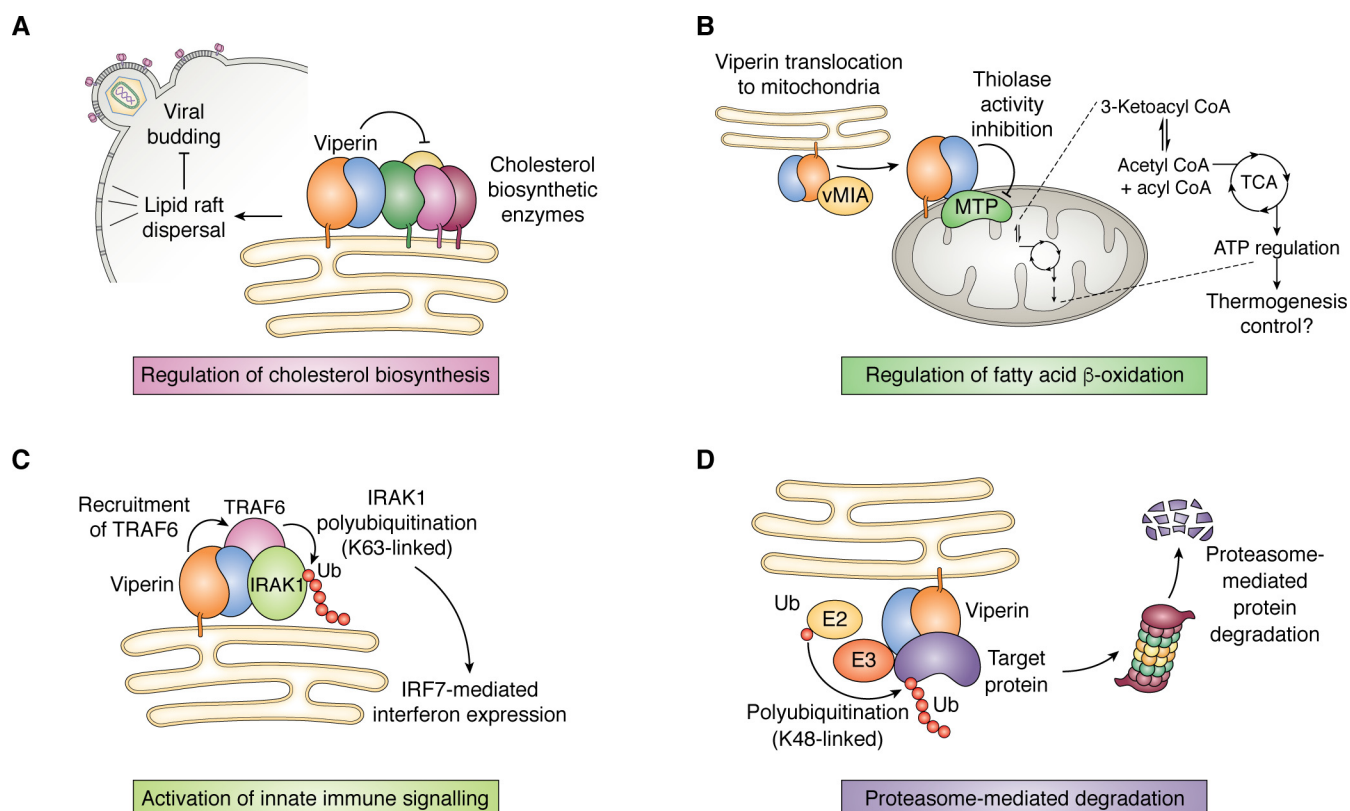 A
Viral
budding
Lipid raft
dispersal
Viperin
Cholesterol
biosynthetic
enzymes
Regulation of cholesterol biosynthesis
B
Viperin translocation
to mitochondria
vMIA
Thiolase
activity
inhibition
MTP
3-Ketoacyl CoA
Acetyl CoA
+ acyl CoA
TCA
ATP regulation
Thermogenesis
control?
Regulation of fatty acid β-oxidation
C
Recruitment
of TRAF6
TRAF6
IRAK1
polyubiquitination
(K63-linked)
Viperin
IRAK1
Ub
IRF7-mediated
interferon expression
Activation of innate immune signalling
D
Ub
E2
E3
Viperin
Target
protein
Polyubiquitination
(K48-linked)
Ub
Proteasome-
mediated
protein
degradation
Proteasome-mediated degradation